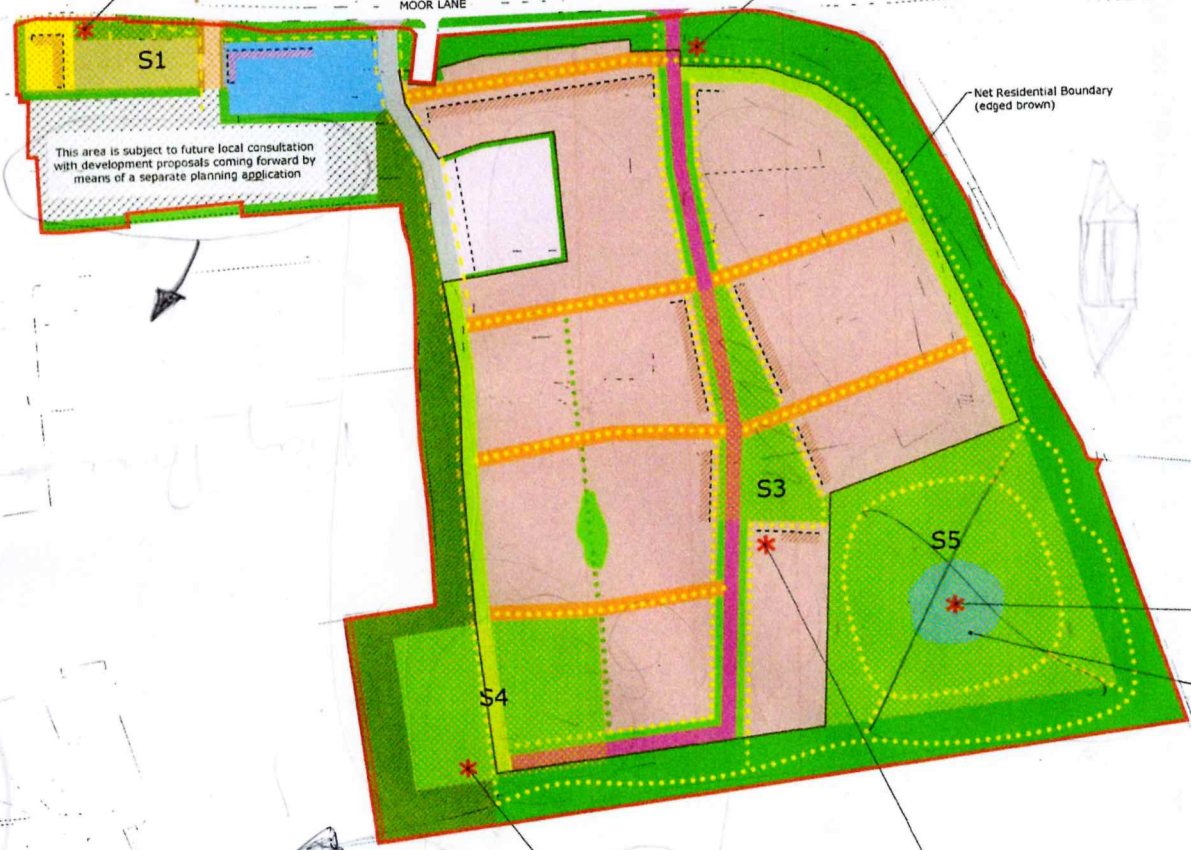 MOOR LANE
S1
Net Residential Boundary
(edged brown)
This area is subject to future local consultation
with development proposals coming forward by
means of a separate planning application
S3
S5
S4